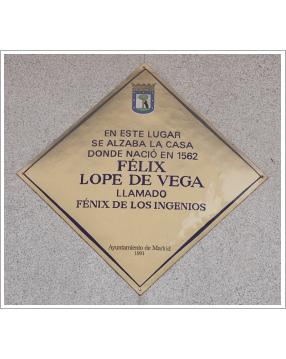 EN ESTE LUGAR
SE ALZABA LA CASA
DONDE NACIÓ EN 1562
FÉLIX
LOPE DE VEGA
LLAMADO
FÉNIX DE LOS INGENIOS
Ayuntamiento de Madrid
1991